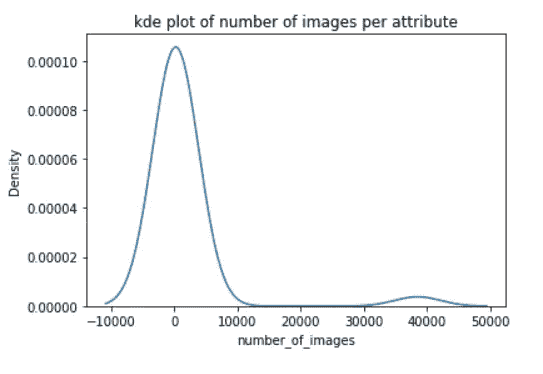 kde plot of number of images per attribute
0.00010
0.00008
0.00006
0.00004
0.00002
0.00000
Density
−10000 0 10000 20000 30000 40000 50000
number_of_images